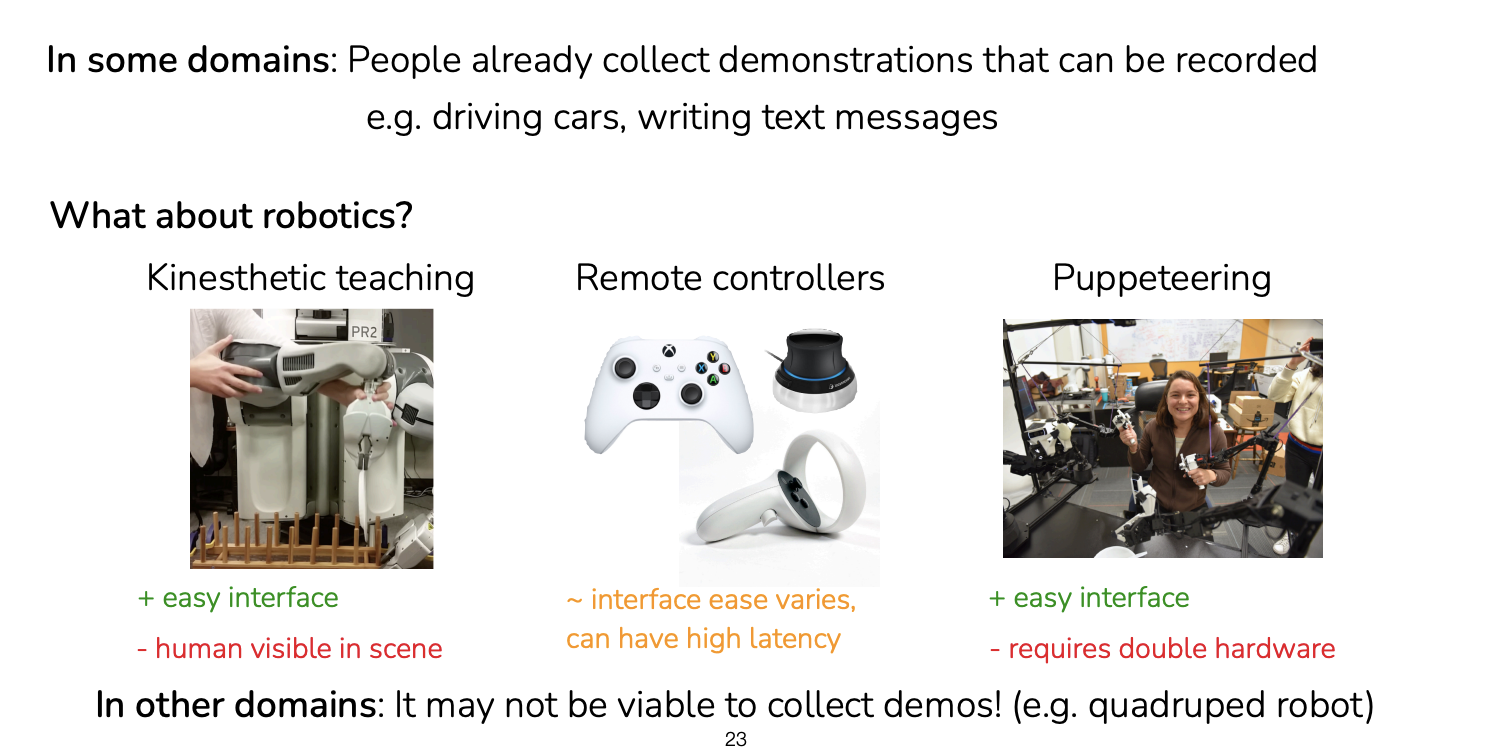 In some domains: People already collect demonstrations that can be recorded
e.g. driving cars, writing text messages
What about robotics?
Kinesthetic teaching
Remote controllers
Puppeteering
PR2
Y
X
B
A
+ easy interface
- human visible in scene
~ interface ease varies,
can have high latency
+ easy interface
- requires double hardware
In other domains: It may not be viable to collect demos! (e.g. quadruped robot)
23